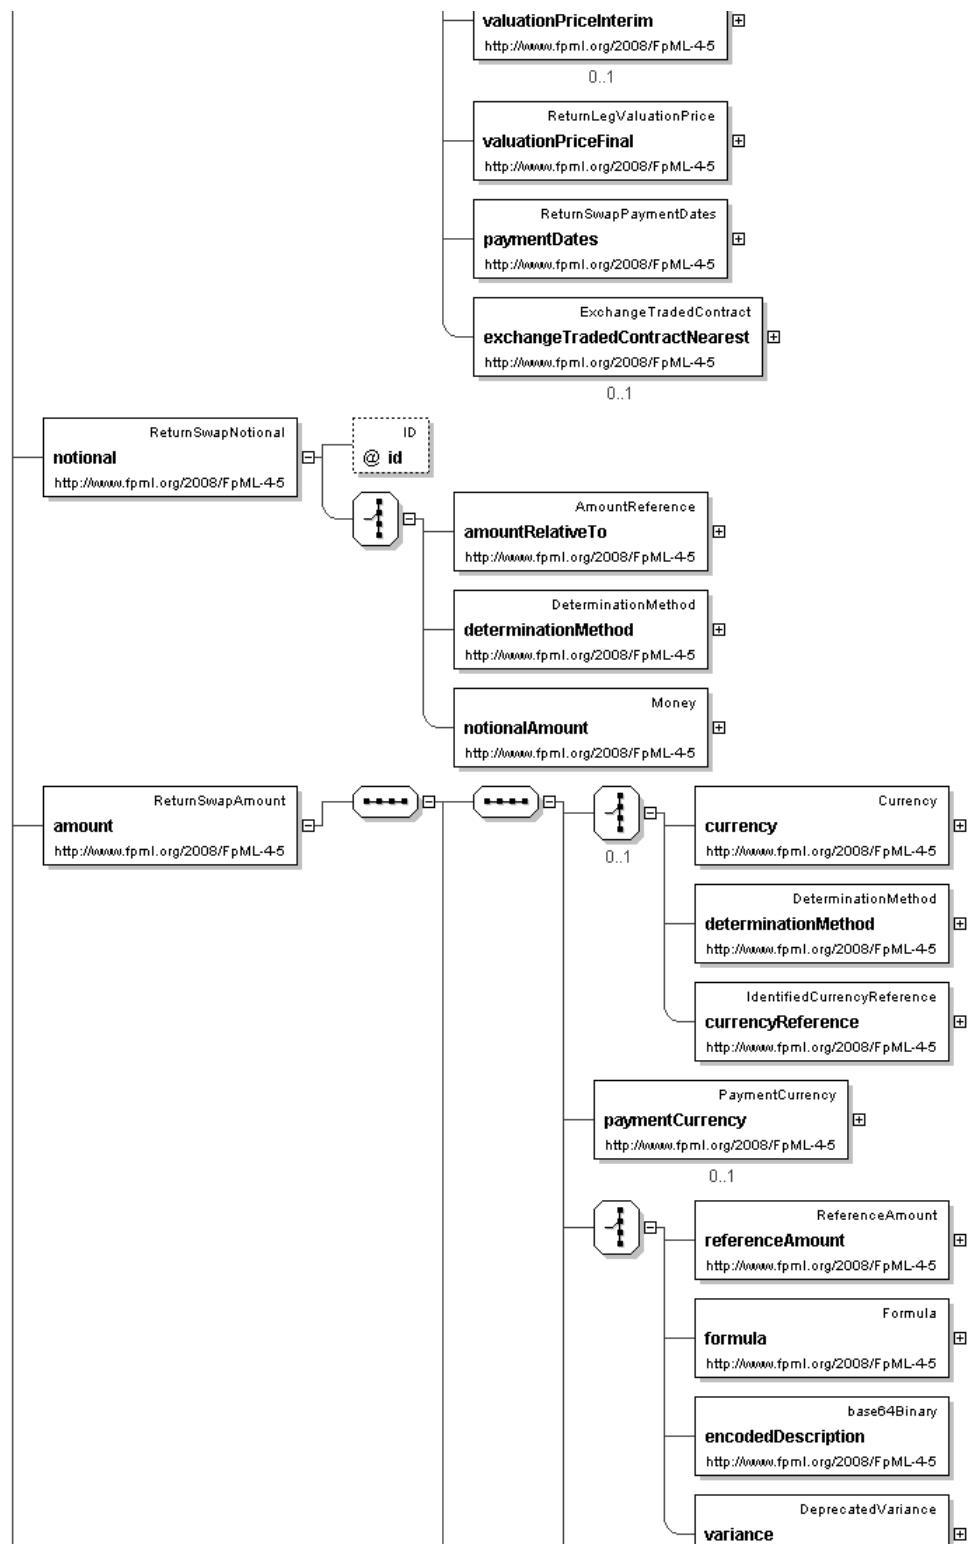 valuationPriceInterim
http://www.fpml.org/2008/FpML-4-5
0..1
ReturnLegValuationPrice
valuationPriceFinal
http://www.fpml.org/2008/FpML-4-5
ReturnSwapPaymentDates
paymentDates
http://www.fpml.org/2008/FpML-4-5
ExchangeTradedContract
exchangeTradedContractNearest
http://www.fpml.org/2008/FpML-4-5
0..1
ReturnSwapNotional
notional
http://www.fpml.org/2008/FpML-4-5
ID
@ id
AmountReference
amountRelativeTo
http://www.fpml.org/2008/FpML-4-5
DeterminationMethod
determinationMethod
http://www.fpml.org/2008/FpML-4-5
Money
notionalAmount
http://www.fpml.org/2008/FpML-4-5
ReturnSwapAmount
amount
http://www.fpml.org/2008/FpML-4-5
0..1
Currency
currency
http://www.fpml.org/2008/FpML-4-5
DeterminationMethod
determinationMethod
http://www.fpml.org/2008/FpML-4-5
IdentifiedCurrencyReference
currencyReference
http://www.fpml.org/2008/FpML-4-5
PaymentCurrency
paymentCurrency
http://www.fpml.org/2008/FpML-4-5
0..1
ReferenceAmount
referenceAmount
http://www.fpml.org/2008/FpML-4-5
Formula
formula
http://www.fpml.org/2008/FpML-4-5
base64Binary
encodedDescription
http://www.fpml.org/2008/FpML-4-5
DeprecatedVariance
variance